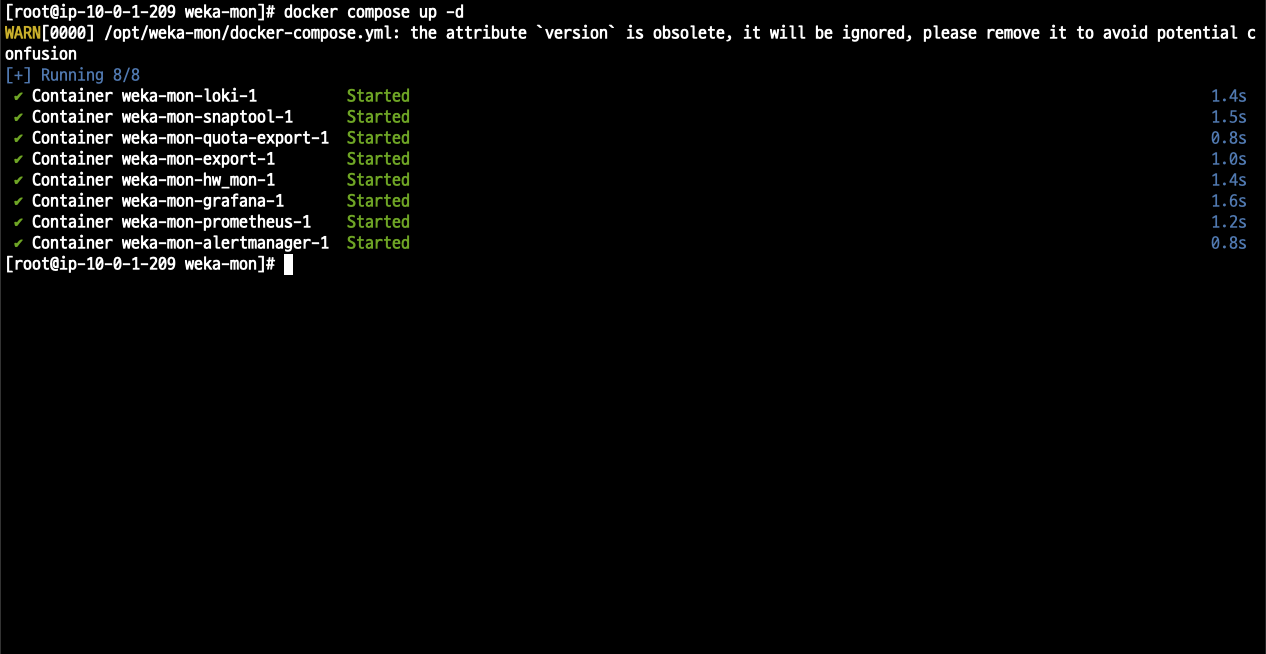 [root@ip-10-0-1-209 weka-mon]# docker compose up -d
WARN[0000] /opt/weka-mon/docker-compose.yml: the attribute `version` is obsolete, it will be ignored, please remove it to avoid potential c
onfusion
[+] Running 8/8
✔ Container weka-mon-loki-1 Started 1.4s
✔ Container weka-mon-snaptool-1 Started 1.5s
✔ Container weka-mon-quota-export-1 Started 0.8s
✔ Container weka-mon-export-1 Started 1.0s
✔ Container weka-mon-hw_mon-1 Started 1.4s
✔ Container weka-mon-grafana-1 Started 1.6s
✔ Container weka-mon-prometheus-1 Started 1.2s
✔ Container weka-mon-alertmanager-1 Started 0.8s
[root@ip-10-0-1-209 weka-mon]#